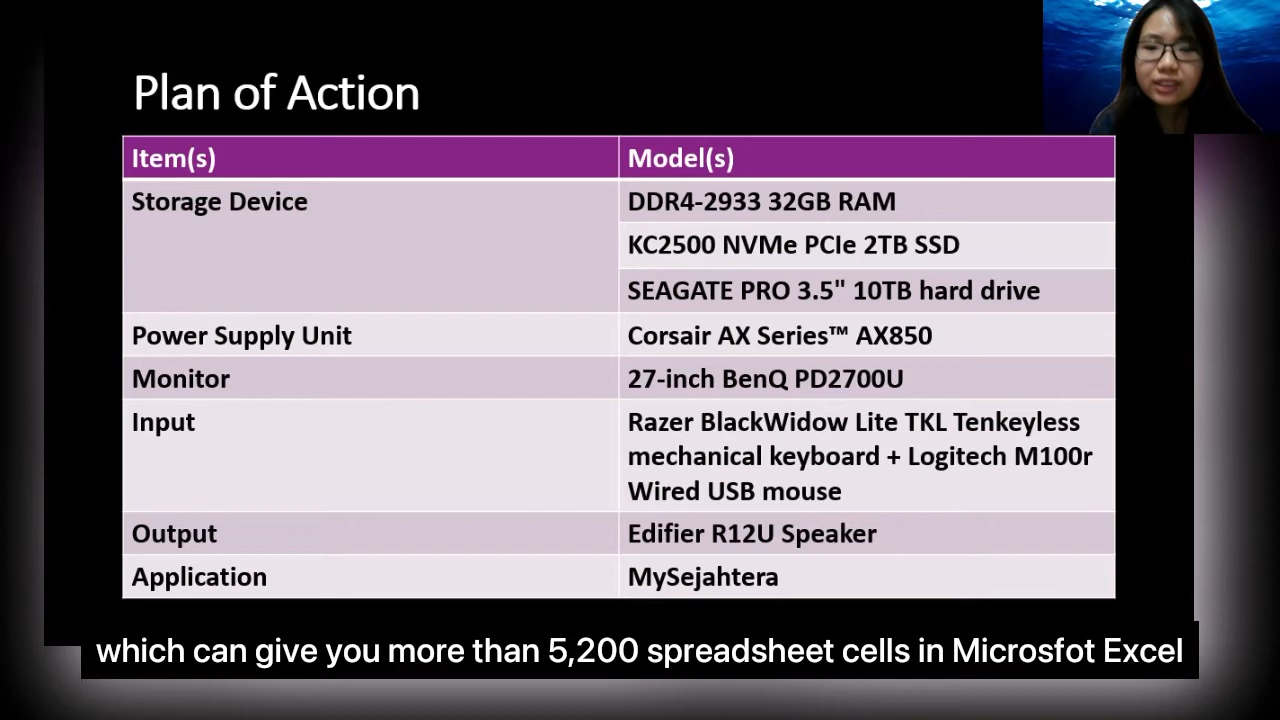 Plan of Action
Item(s)
Model(s)
Storage Device
DDR4-2933 32GB RAM
KC2500 NVMe PCIe 2TB SSD
SEAGATE PRO 3.5" 10TB hard drive
Power Supply Unit
Corsair AX Series™ AX850
Monitor
27-inch BenQ PD2700U
Input
Razer BlackWidow Lite TKL Tenkeyless
mechanical keyboard + Logitech M100r
Wired USB mouse
Output
Edifier R12U Speaker
Application
MySejahtera
which can give you more than 5,200 spreadsheet cells in Microsfot Excel